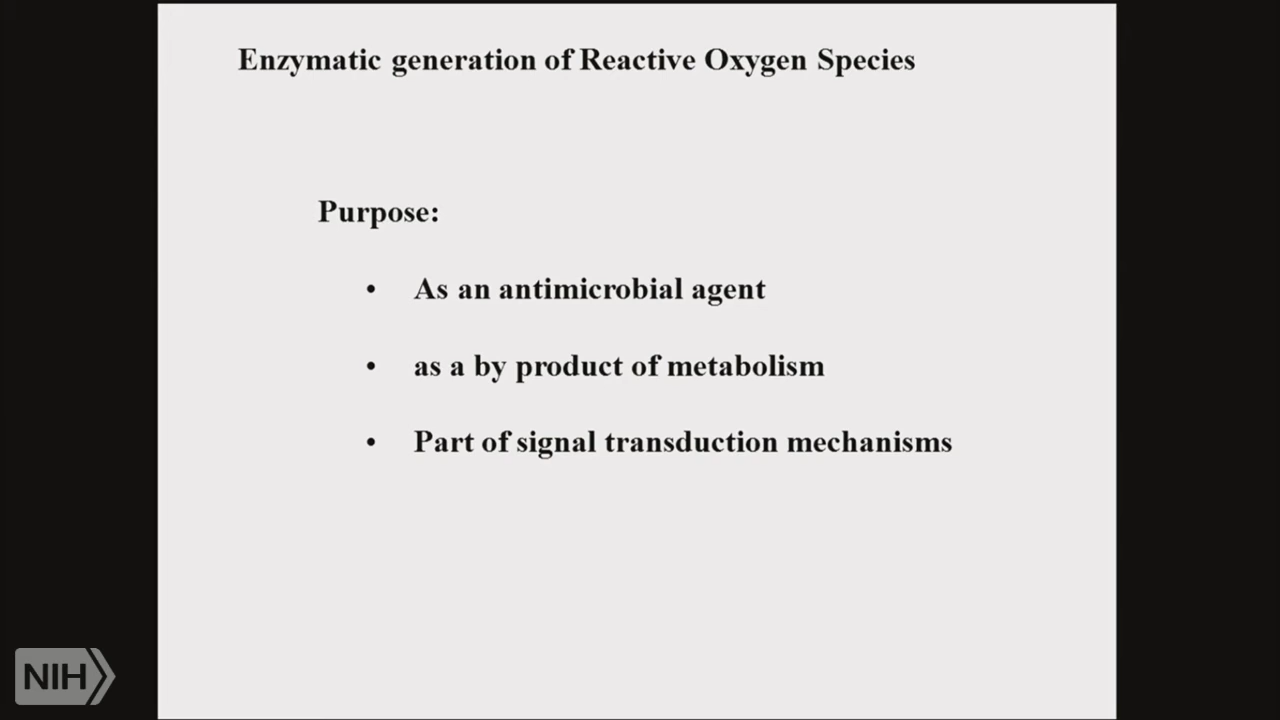 Enzymatic generation of Reactive Oxygen Species
Purpose:
• As an antimicrobial agent
• as a by product of metabolism
• Part of signal transduction mechanisms
NIH